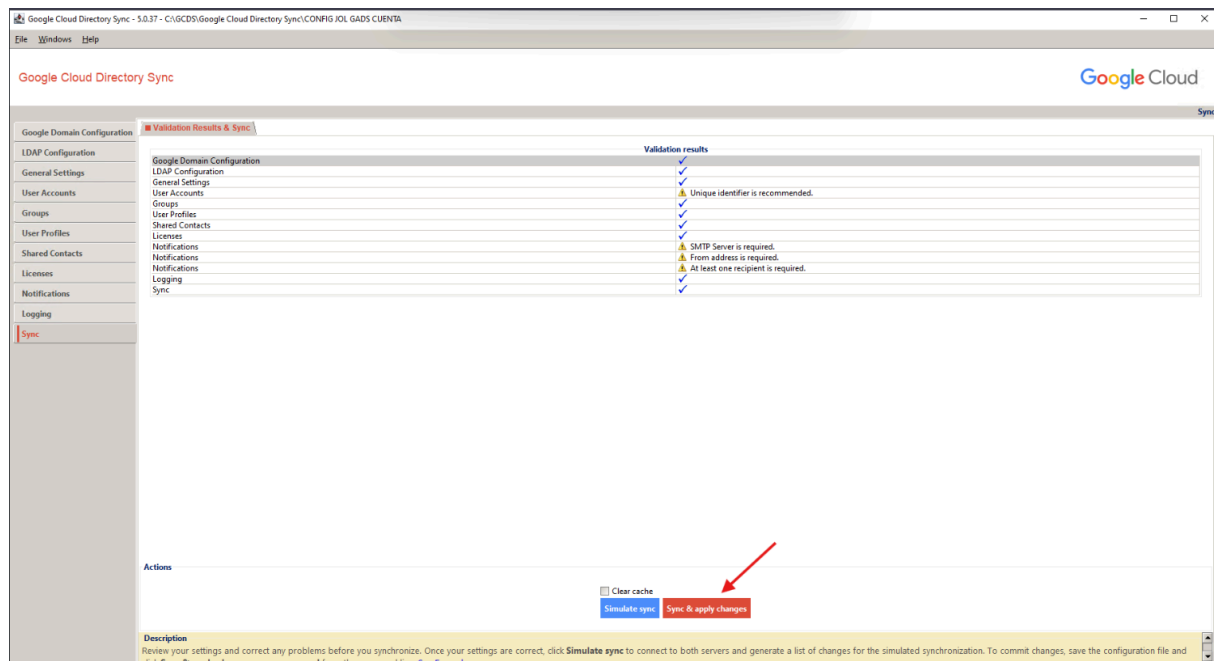 Google Cloud Directory Sync - 5.0.37 - C:\GCDS\Google Cloud Directory Sync\CONFIG JOL GADS CUENTA
File Windows Help
Google Cloud Directory Sync
Google Cloud
Sync
Google Domain Configuration
LDAP Configuration
General Settings
User Accounts
Groups
User Profiles
Shared Contacts
Licenses
Notifications
Logging
Sync
Validation Results & Sync
Validation results
Google Domain Configuration
LDAP Configuration
General Settings
User Accounts Unique identifier is recommended.
Groups
User Profiles
Shared Contacts
Licenses
Notifications SMTP Server is required.
Notifications From address is required.
Notifications At least one recipient is required.
Logging
Sync
Actions
Clear cache
Simulate sync Sync & apply changes
Description
Review your settings and correct any problems before you synchronize. Once your settings are correct, click Simulate sync to connect to both servers and generate a list of changes for the simulated synchronization. To commit changes, save the configuration file and